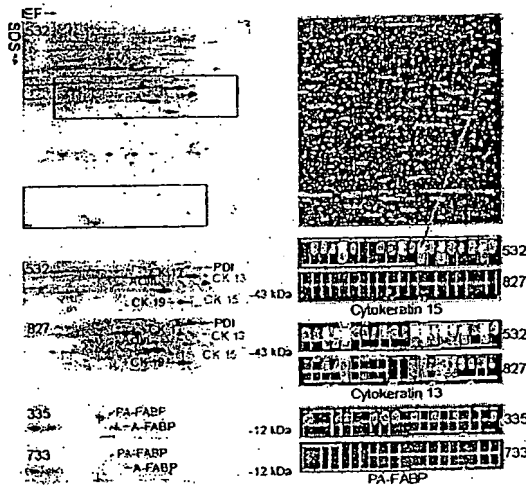 IEF→
SDS→
532
532
PDI
CK 17
CK 13
Actin
CK 19
CK 15
-43 kDa
827
PDI
CK 13
CK 15
-43 kDa
335
PA-FABP
A-FABP
-12 kDa
733
PA-FABP
A-FABP
-12 kDa
532
827
Cytokeratin 15
532
827
Cytokeratin 13
335
733
PA-FABP